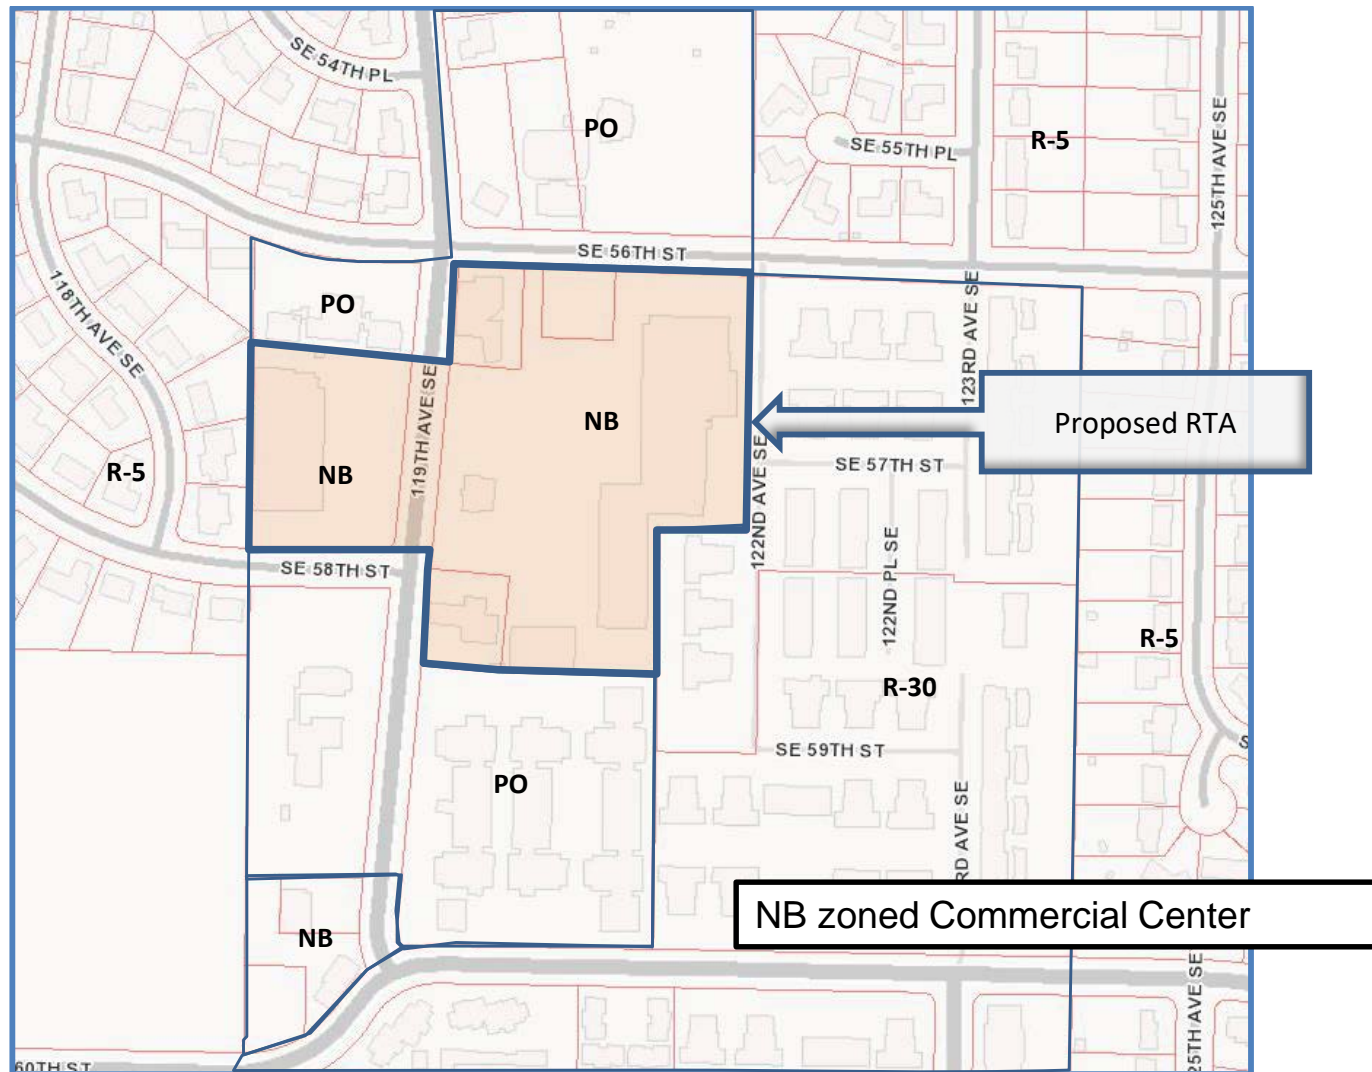 SE 54TH PL
PO
R-5
SE 55TH PL
125TH AVE SE
SE 56TH ST
118TH AVE SE
PO
123RD AVE SE
119TH AVE SE
NB
Proposed RTA
R-5
NB
122ND AVE SE
SE 57TH ST
SE 58TH ST
122ND PL SE
R-5
R-30
PO
SE 59TH ST
RD AVE SE
NB zoned Commercial Center
NB
25TH AVE SE
60TH ST